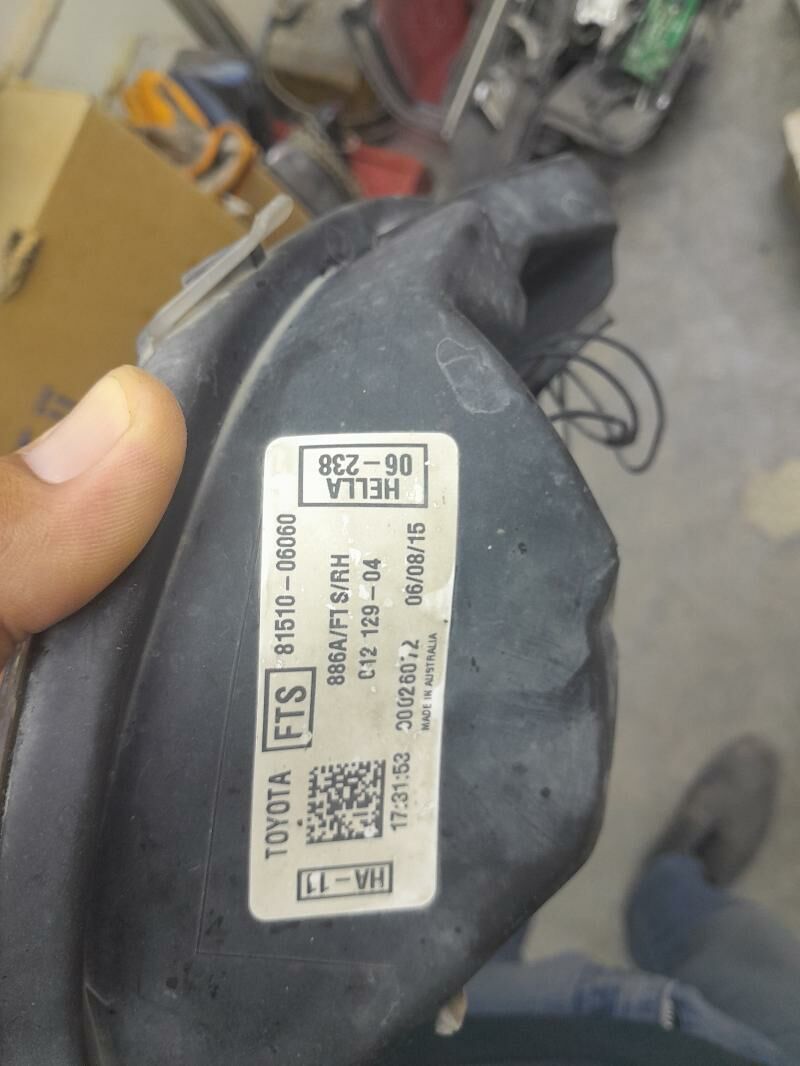 TOYOTA FTS 81510-06060
886A/FTS/RH
C12 129-04
17:31:53 00026072 06/08/15
MADE IN AUSTRALIA
HELLA
06-238
HA-11